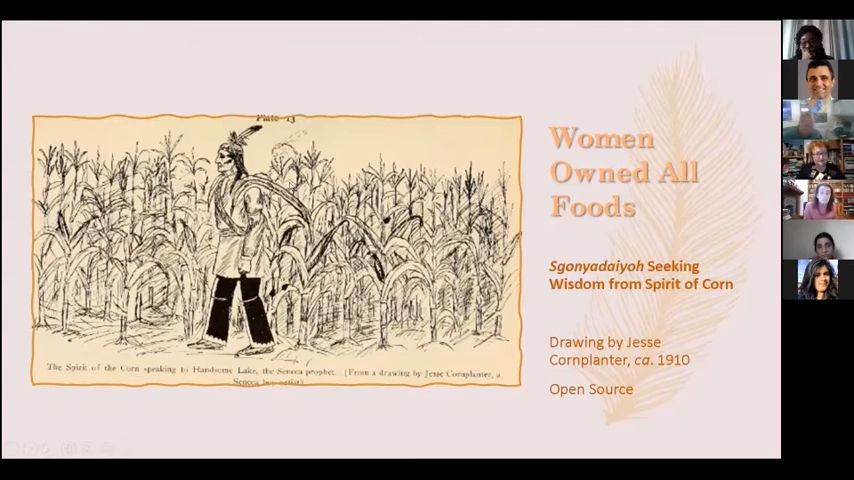 Plate 13
Women
Owned All
Foods
Sgonyadaiyoh Seeking
Wisdom from Spirit of Corn
Drawing by Jesse
Cornplanter, ca. 1910
Open Source
The Spirit of the Corn speaking to Handsome Lake, the Seneca prophet. (From a drawing by Jesse Cornplanter, a
Seneca boy artist)